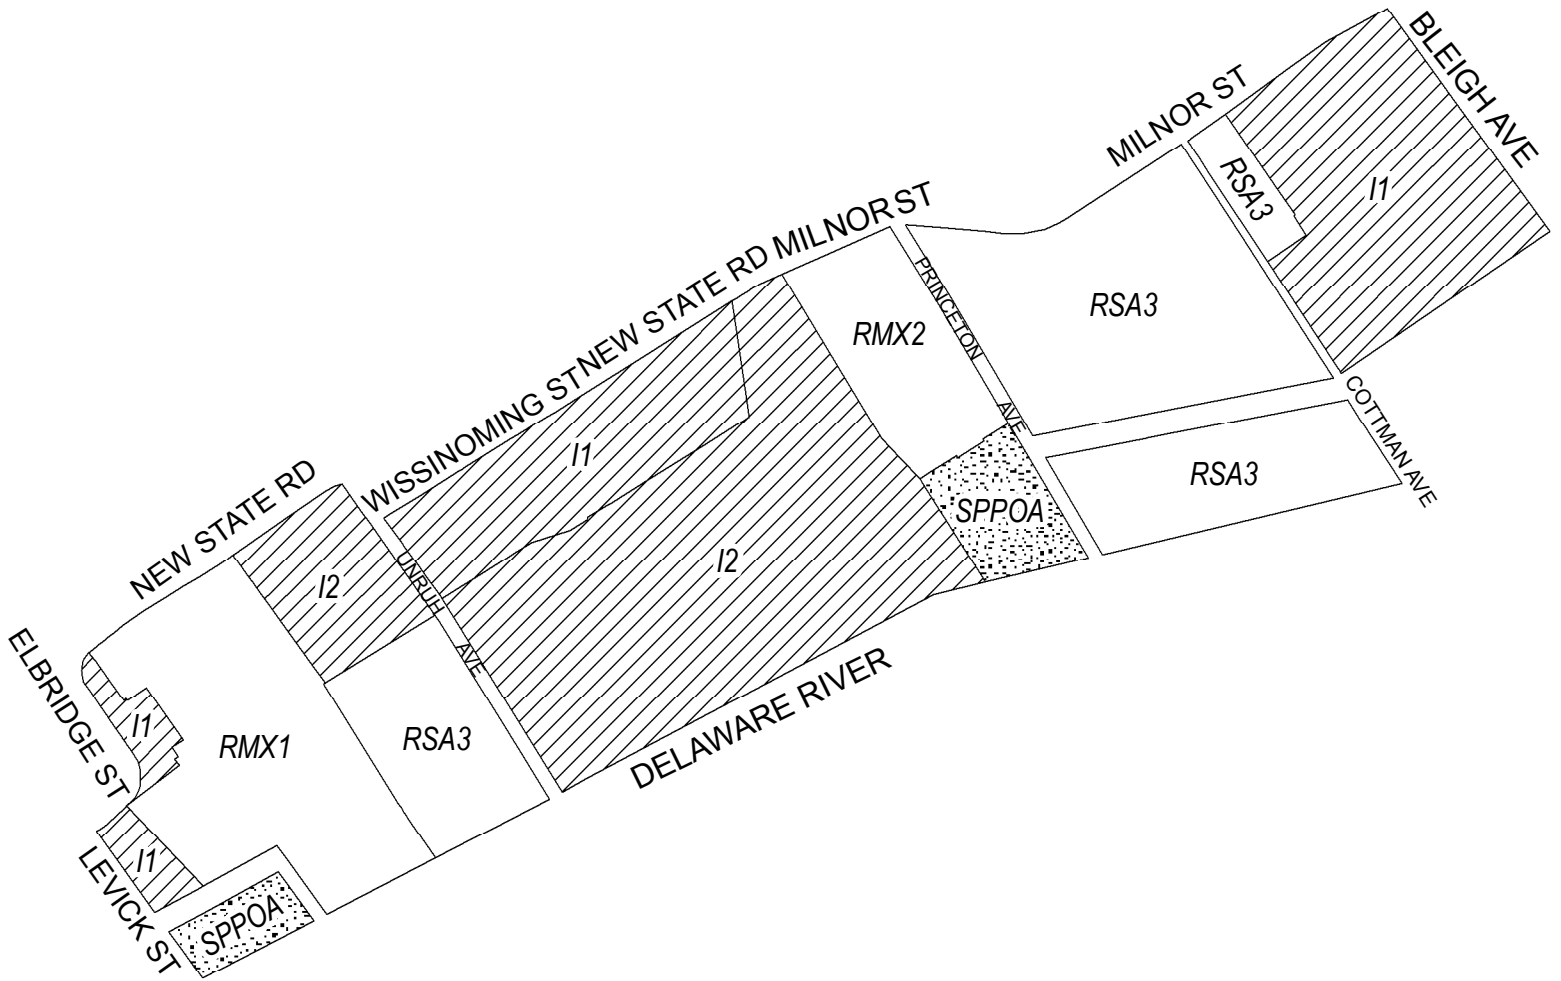 BLEIGH AVE
MILNOR ST
RSA3
I1
MILNOR ST
NEW STATE RD
PRINCETON
AVE
RSA3
RMX2
COTTMAN AVE
WISSINOMING ST
I1
RSA3
NEW STATE RD
SPPOA
I2
I2
UNRUH
AVE
ELBRIDGE ST
DELAWARE RIVER
I1
RMX1
RSA3
I1
LEVICK ST
SPPOA